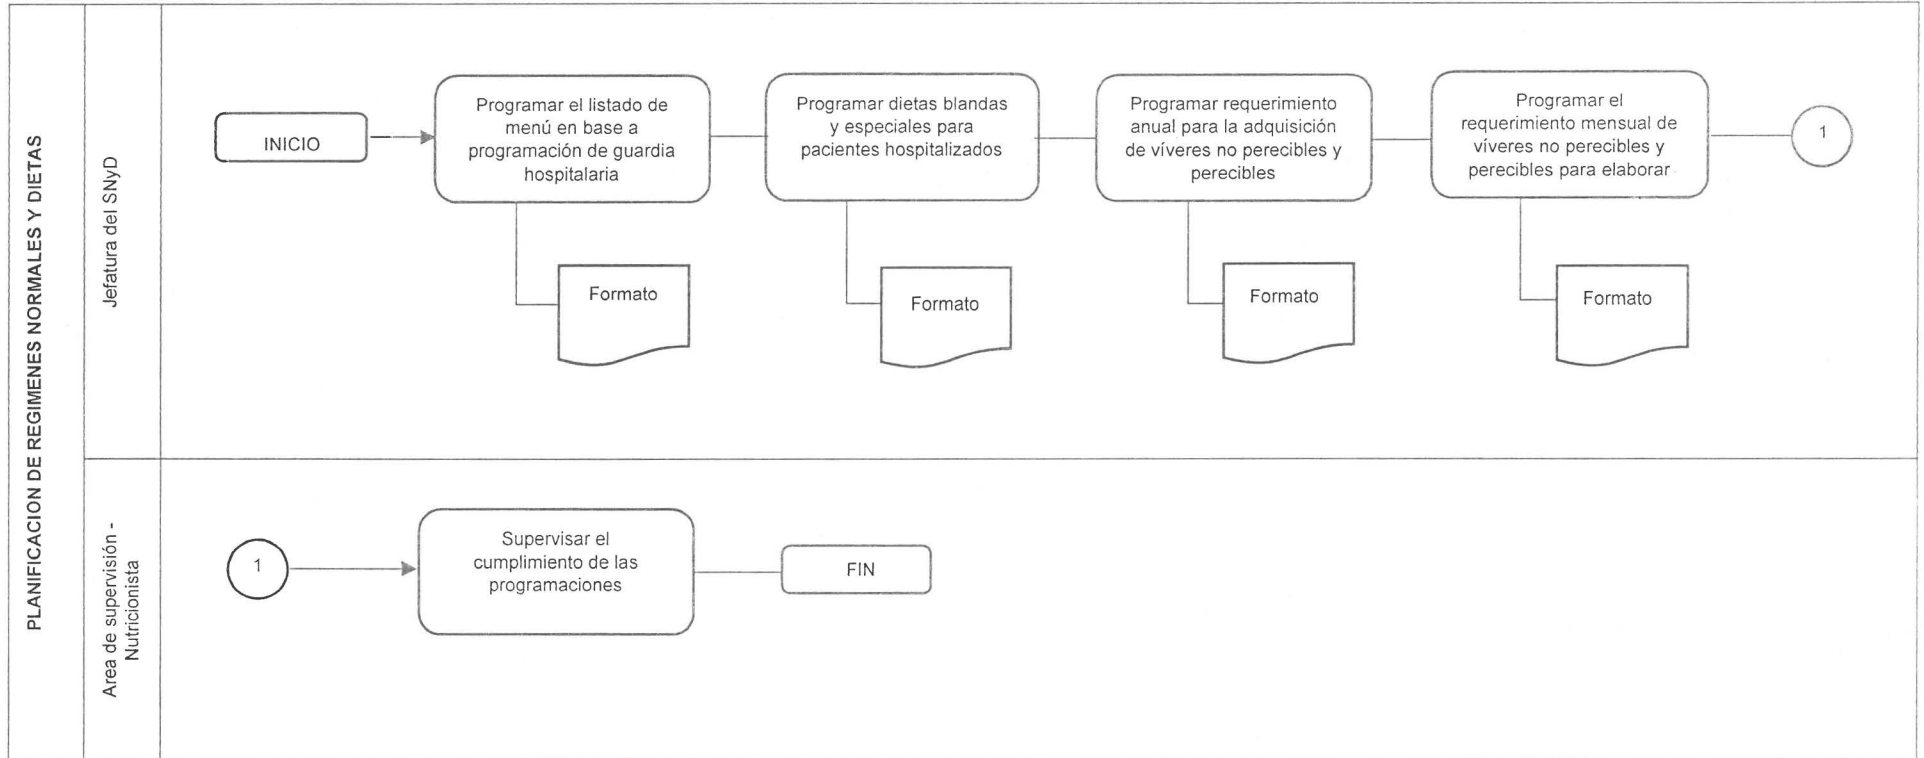 PLANIFICACION DE REGIMENES NORMALES Y DIETAS
Jefatura del SNyD
INICIO
Programar el listado de
menú en base a
programación de guardia
hospitalaria
Programar dietas blandas
y especiales para
pacientes hospitalizados
Programar requerimiento
anual para la adquisición
de víveres no perecibles y
perecibles
Programar el
requerimiento mensual de
víveres no perecibles y
perecibles para elaborar
1
Formato
Formato
Formato
Formato
Area de supervisión -
Nutricionista
1
Supervisar el
cumplimiento de las
programaciones
FIN